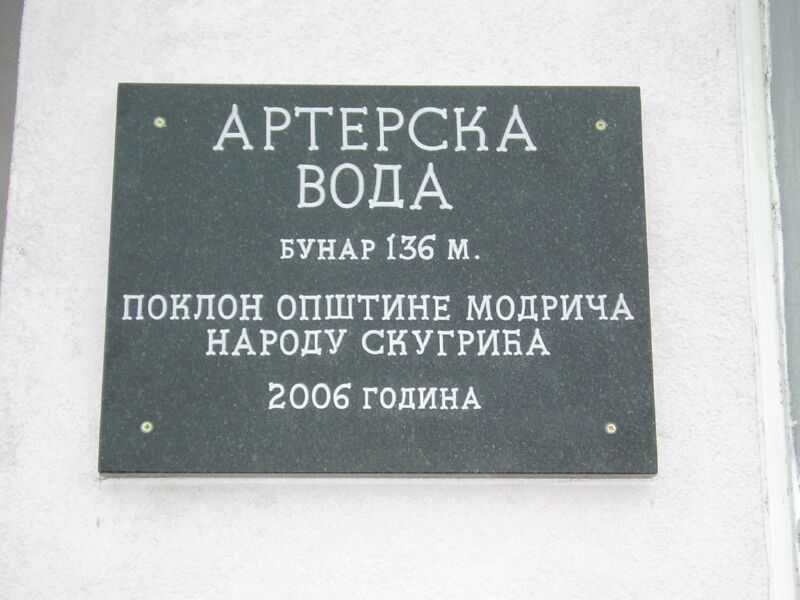 АРТЕРСКА
ВОДА
БУНАР 136 М.
ПОКЛОН ОПШТИНЕ МОДРИЧА
НАРОДУ СКУГРИЋА
2006 ГОДИНА